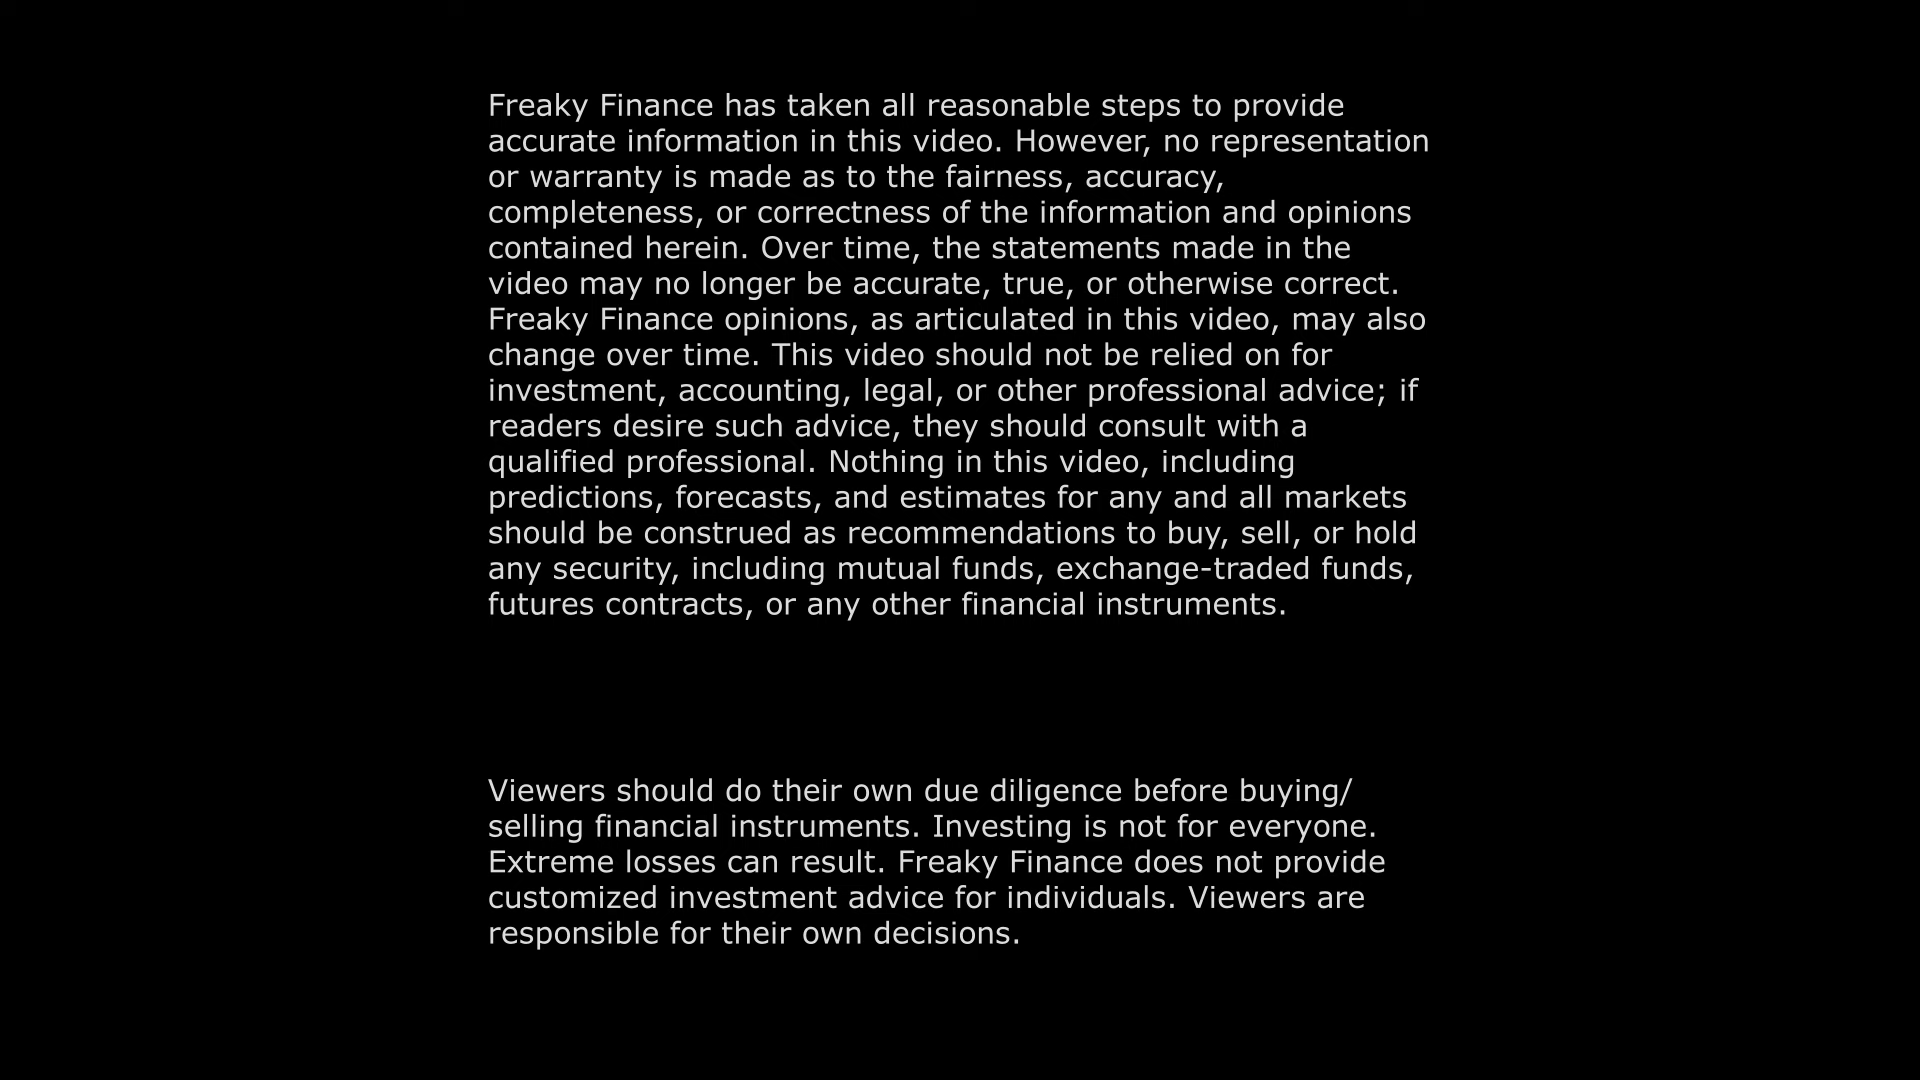 Freaky Finance has taken all reasonable steps to provide
accurate information in this video. However, no representation
or warranty is made as to the fairness, accuracy,
completeness, or correctness of the information and opinions
contained herein. Over time, the statements made in the
video may no longer be accurate, true, or otherwise correct.
Freaky Finance opinions, as articulated in this video, may also
change over time. This video should not be relied on for
investment, accounting, legal, or other professional advice; if
readers desire such advice, they should consult with a
qualified professional. Nothing in this video, including
predictions, forecasts, and estimates for any and all markets
should be construed as recommendations to buy, sell, or hold
any security, including mutual funds, exchange-traded funds,
futures contracts, or any other financial instruments.
Viewers should do their own due diligence before buying/
selling financial instruments. Investing is not for everyone.
Extreme losses can result. Freaky Finance does not provide
customized investment advice for individuals. Viewers are
responsible for their own decisions.